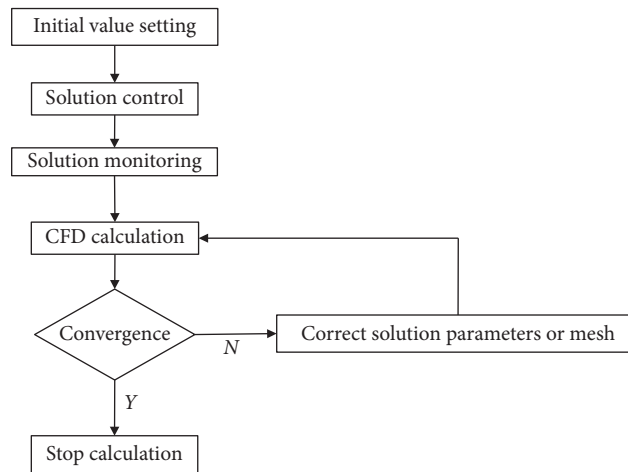 Initial value setting
Solution control
Solution monitoring
CFD calculation
Convergence
N
Correct solution parameters or mesh
Y
Stop calculation